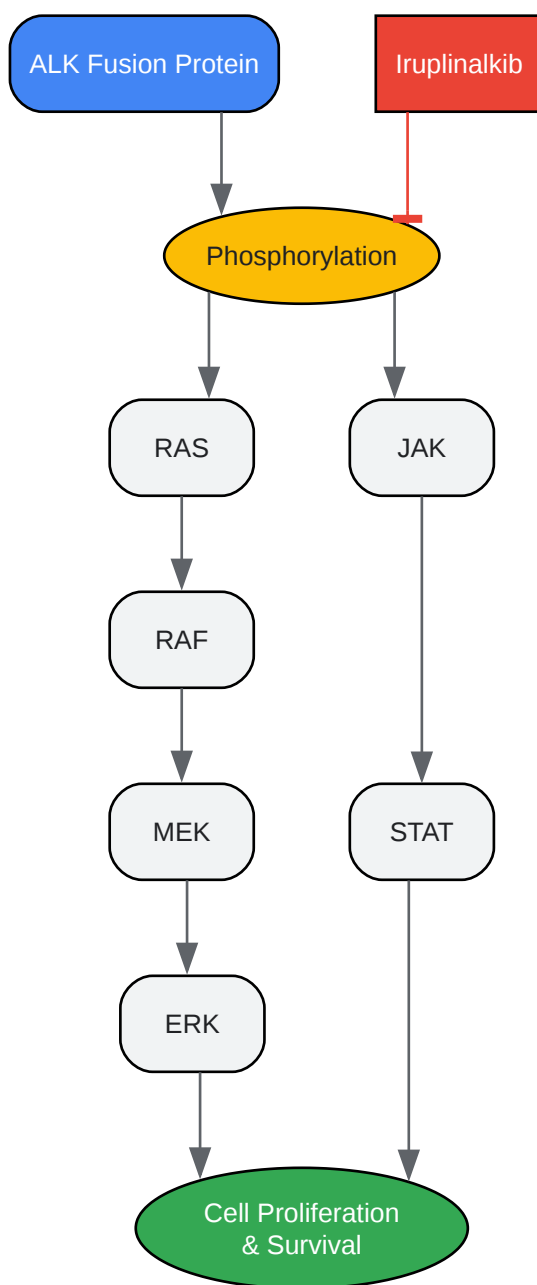 ALK Fusion Protein
Iruplinalkib
Phosphorylation
RAS
JAK
RAF
MEK
STAT
ERK
Cell Proliferation
& Survival